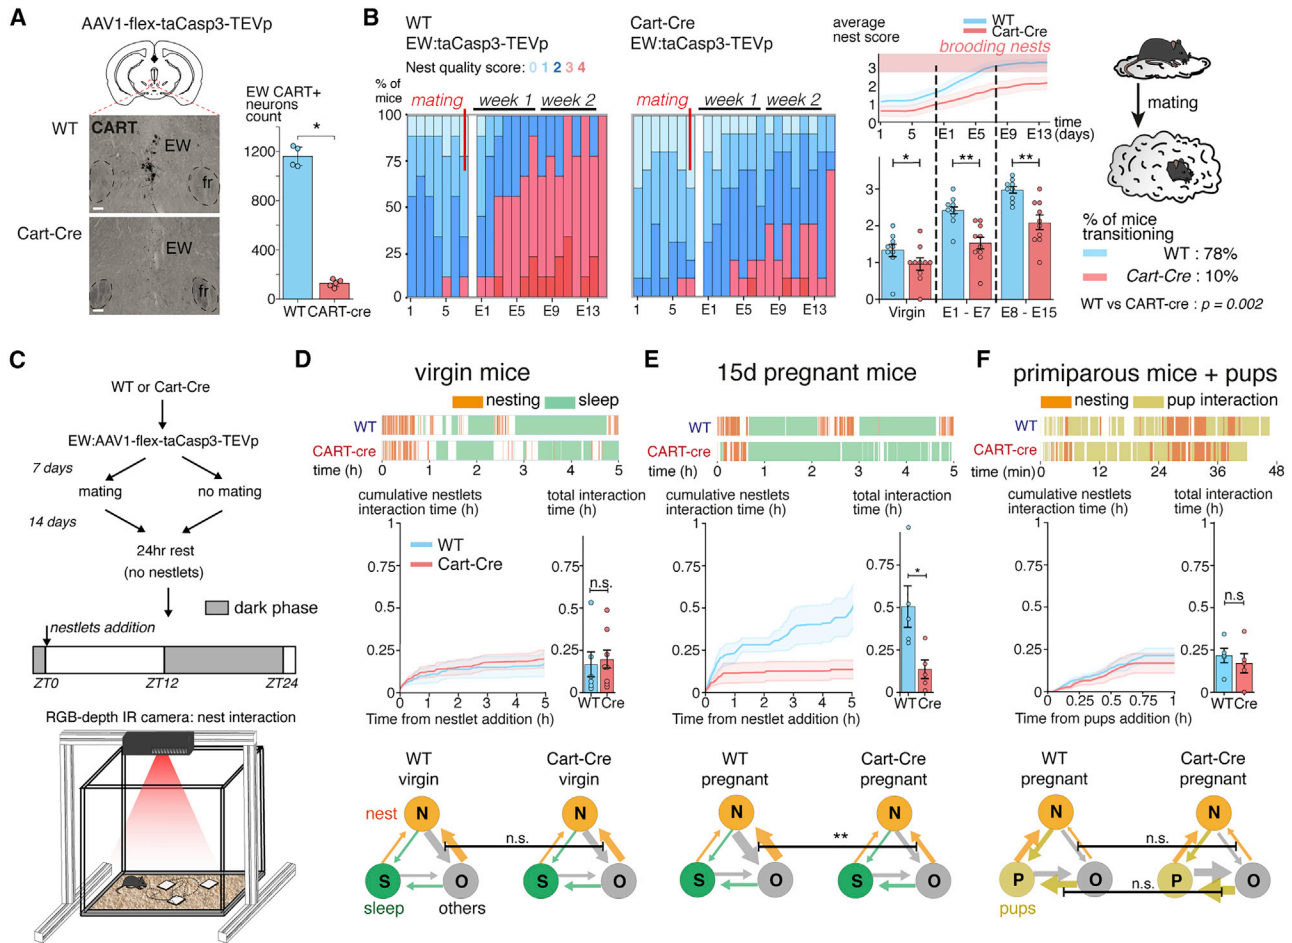 A
AAV1-flex-taCasp3-TEVp
WT
CART
EW
fr
Cart-Cre
EW
fr
EW CART+
neurons
count
*
1200
800
400
0
WT CART-cre
B
WT
EW:taCasp3-TEVp
Nest quality score: 0 1 2 3 4
% of
mice
mating
week 1
week 2
100
75
50
25
0
1
5
E1
E5
E9
E13
Cart-Cre
EW:taCasp3-TEVp
mating
week 1
week 2
100
75
50
25
0
1
5
E1
E5
E9
E13
average
nest score
WT
Cart-Cre
brooding nests
3
2
1
0
1
5
E1
E5
E9
E13
time
(days)
*
**
**
3
2
1
0
Virgin
E1 - E7
E8 - E15
mating
% of mice
transitioning
WT : 78%
Cart-Cre : 10%
WT vs CART-cre : p = 0.002
C
WT or Cart-Cre
EW:AAV1-flex-taCasp3-TEVp
7 days
mating
no mating
14 days
24hr rest
(no nestlets)
dark phase
nestlets addition
ZT0
ZT12
ZT24
RGB-depth IR camera: nest interaction
D
virgin mice
nesting
sleep
WT
CART-cre
time (h)
0
1
2
3
4
5
cumulative nestlets
interaction time (h)
WT
Cart-Cre
1
0.75
0.5
0.25
0
0
1
2
3
4
5
Time from nestlet addition (h)
total interaction
time (h)
n.s.
0.75
0.5
0.25
0
WT Cre
WT
virgin
Cart-Cre
virgin
nest
N
S
O
n.s.
N
S
O
sleep
others
E
15d pregnant mice
WT
CART-cre
time (h)
0
1
2
3
4
5
cumulative nestlets
interaction time (h)
1
0.75
0.5
0.25
0
0
1
2
3
4
5
Time from nestlet addition (h)
total interaction
time (h)
*
0.75
0.5
0.25
0
WT Cre
WT
pregnant
Cart-Cre
pregnant
N
S
O
**
N
S
O
F
primiparous mice + pups
nesting
pup interaction
WT
CART-cre
time (min)
0
12
24
36
48
cumulative nestlets
interaction time (h)
1
0.75
0.5
0.25
0
0
0.25
0.5
0.75
1
Time from pups addition (h)
total interaction
time (h)
n.s
0.75
0.5
0.25
0
WT Cre
WT
pregnant
Cart-Cre
pregnant
N
P
O
n.s.
N
P
O
n.s.
pups